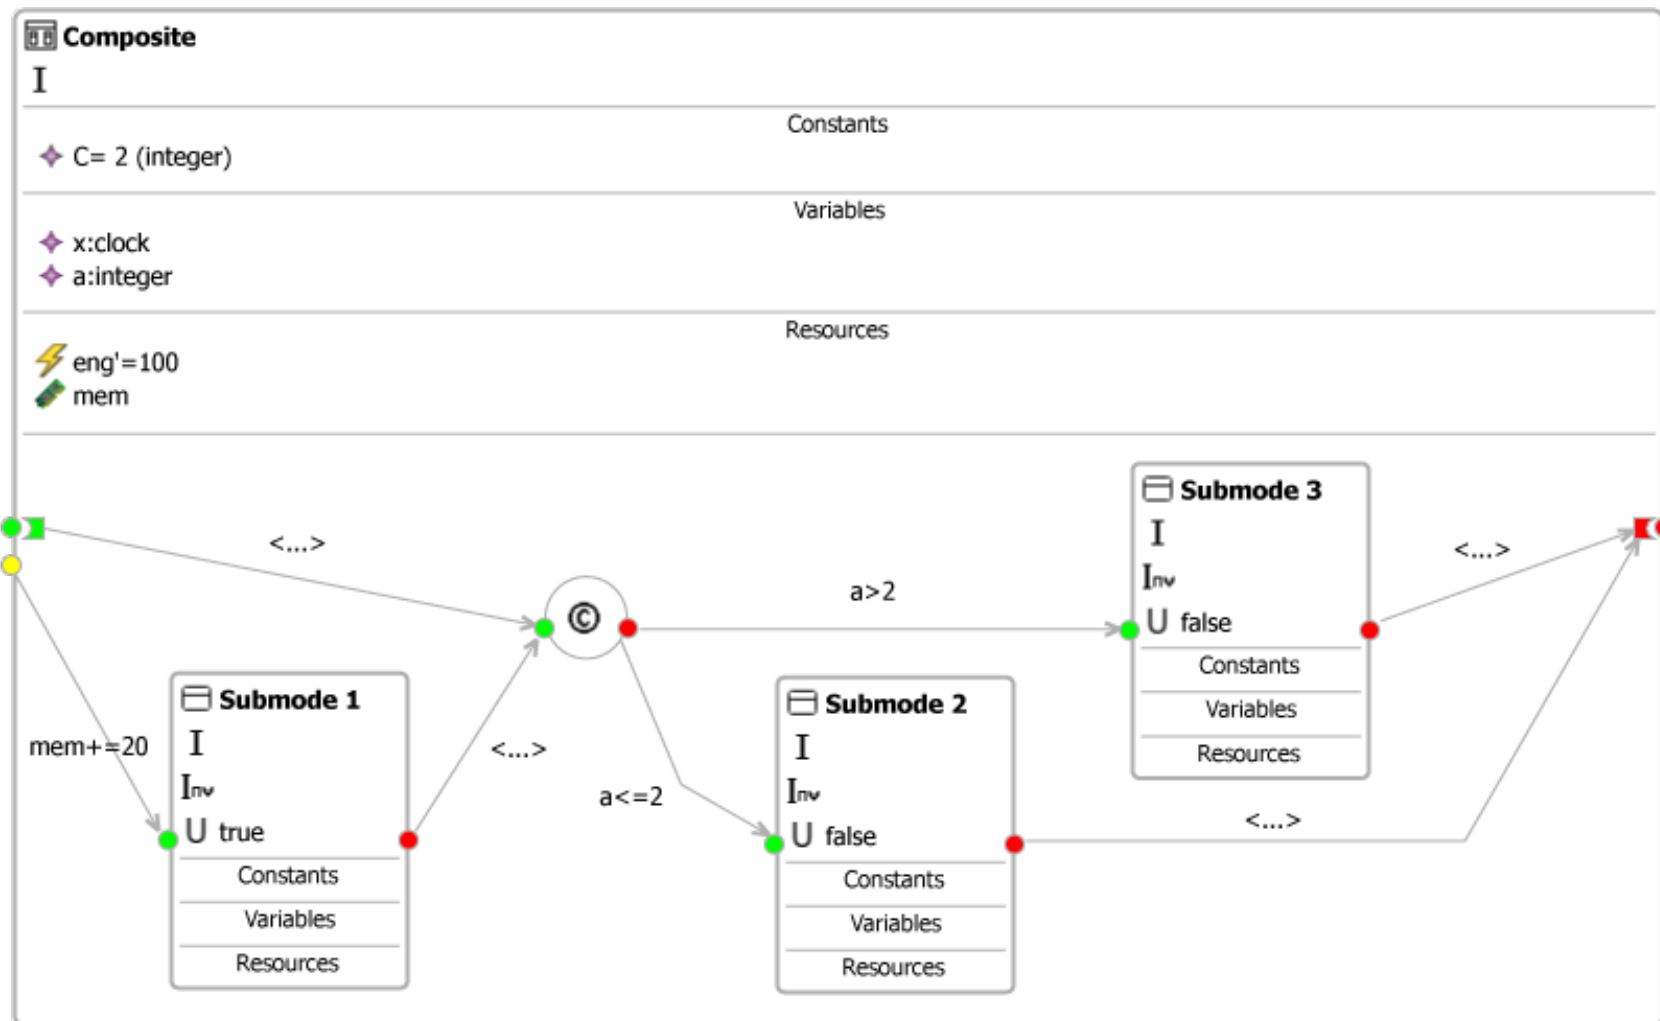 Composite
I
Constants
C= 2 (integer)
Variables
x:clock
a:integer
Resources
eng'=100
mem
<...>
a>2
Submode 3
I
Inv
U false
Constants
Variables
Resources
<...>
mem+=20
Submode 1
I
Inv
U true
Constants
Variables
Resources
<...>
©
a<=2
Submode 2
I
Inv
U false
Constants
Variables
Resources
<...>